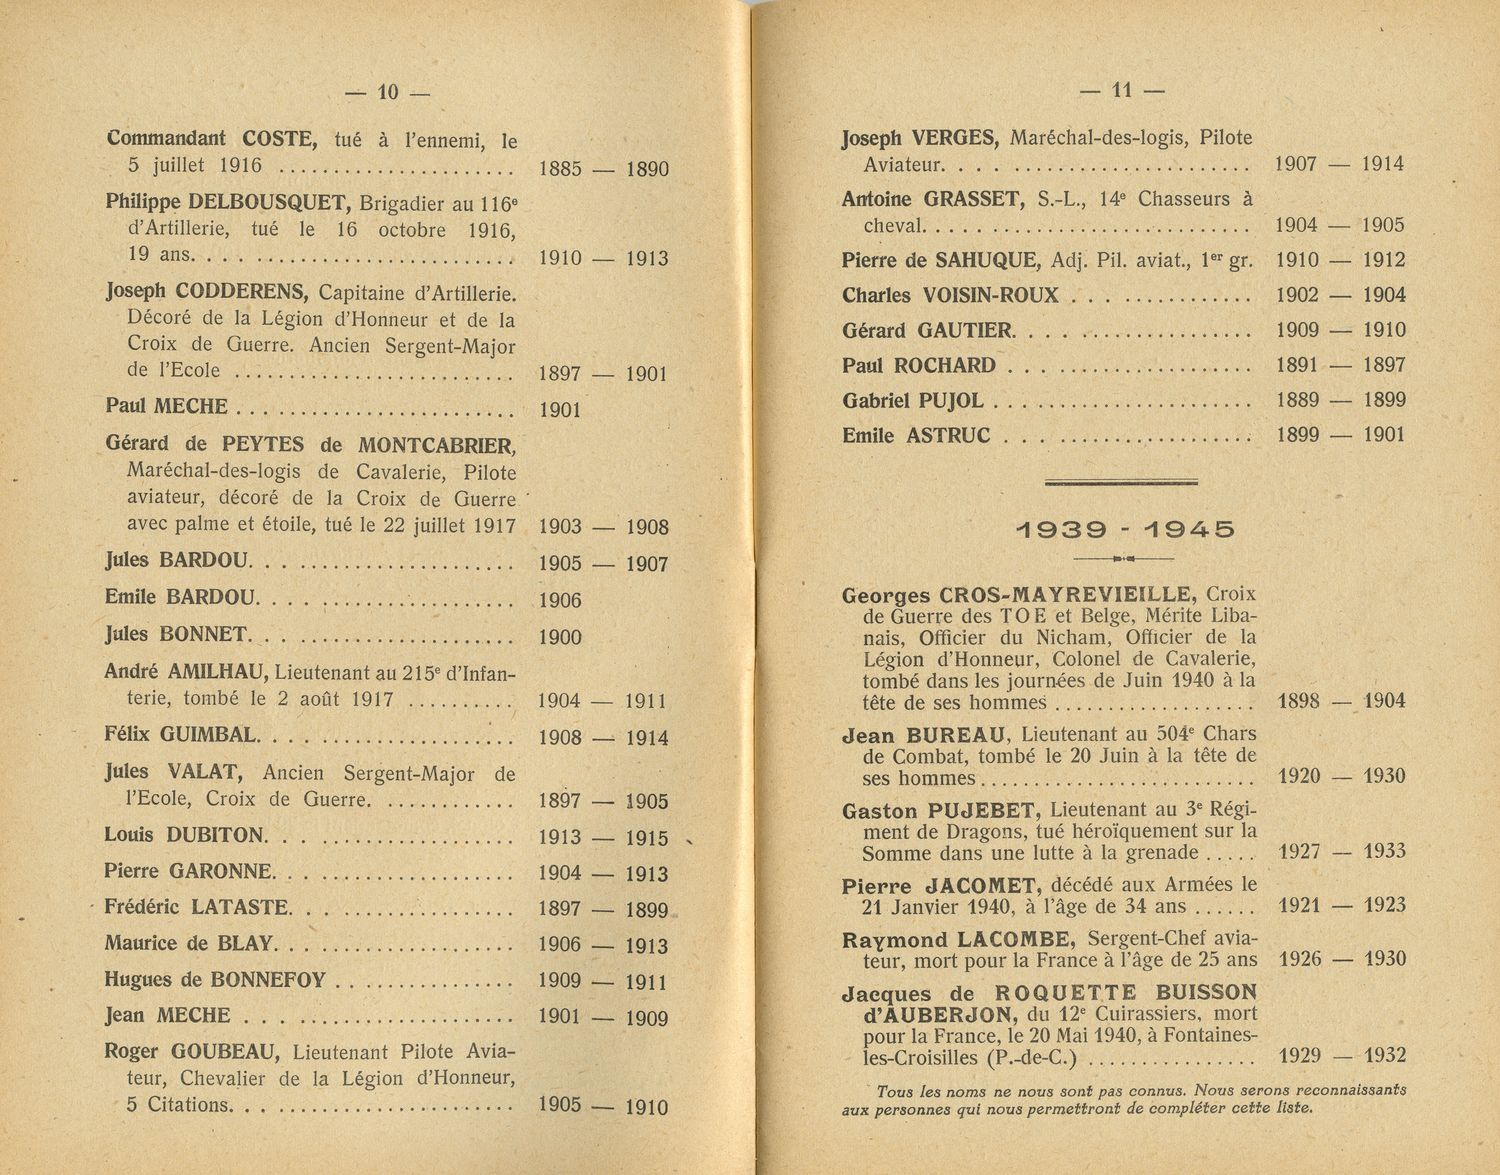 — 10 —
Commandant COSTE, tué à l'ennemi, le
5 juillet 1916 ...................... 1885 — 1890
Philippe DELBOUSQUET, Brigadier au 116e
d'Artillerie, tué le 16 octobre 1916,
19 ans. ............................. 1910 — 1913
Joseph CODDERENS, Capitaine d'Artillerie.
Décoré de la Légion d'Honneur et de la
Croix de Guerre. Ancien Sergent-Major
de l'Ecole .......................... 1897 — 1901
Paul MECHE .......................... 1901
Gérard de PEYTES de MONTCABRIER,
Maréchal-des-logis de Cavalerie, Pilote
aviateur, décoré de la Croix de Guerre
avec palme et étoile, tué le 22 juillet 1917 1903 — 1908
Jules BARDOU. ....................... 1905 — 1907
Emile BARDOU. ....................... 1906
Jules BONNET. ....................... 1900
André AMILHAU, Lieutenant au 215e d'Infan-
terie, tombé le 2 août 1917 .......... 1904 — 1911
Félix GUIMBAL. ...................... 1908 — 1914
Jules VALAT, Ancien Sergent-Major de
l'Ecole, Croix de Guerre. ............ 1897 — 1905
Louis DUBITON. ...................... 1913 — 1915
Pierre GARONNE. ..................... 1904 — 1913
Frédéric LATASTE. ................... 1897 — 1899
Maurice de BLAY. .................... 1906 — 1913
Hugues de BONNEFOY .................. 1909 — 1911
Jean MECHE .......................... 1901 — 1909
Roger GOUBEAU, Lieutenant Pilote Avia-
teur, Chevalier de la Légion d'Honneur,
5 Citations. ........................ 1905 — 1910
— 11 —
Joseph VERGES, Maréchal-des-logis, Pilote
Aviateur. ........................... 1907 — 1914
Antoine GRASSET, S.-L., 14e Chasseurs à
cheval. ............................. 1904 — 1905
Pierre de SAHUQUE, Adj. Pil. aviat., 1er gr. 1910 — 1912
Charles VOISIN-ROUX ................. 1902 — 1904
Gérard GAUTIER. ..................... 1909 — 1910
Paul ROCHARD ........................ 1891 — 1897
Gabriel PUJOL ....................... 1889 — 1899
Emile ASTRUC ........................ 1899 — 1901
1939 - 1945
Georges CROS-MAYREVIEILLE, Croix
de Guerre des TOE et Belge, Mérite Liba-
nais, Officier du Nicham, Officier de la
Légion d'Honneur, Colonel de Cavalerie,
tombé dans les journées de Juin 1940 à la
tête de ses hommes .................. 1898 — 1904
Jean BUREAU, Lieutenant au 504e Chars
de Combat, tombé le 20 Juin à la tête de
ses hommes ......................... 1920 — 1930
Gaston PUJEBET, Lieutenant au 3e Régi-
ment de Dragons, tué héroïquement sur la
Somme dans une lutte à la grenade ..... 1927 — 1933
Pierre JACOMET, décédé aux Armées le
21 Janvier 1940, à l'âge de 34 ans ...... 1921 — 1923
Raymond LACOMBE, Sergent-Chef avia-
teur, mort pour la France à l'âge de 25 ans 1926 — 1930
Jacques de ROQUETTE BUISSON
d'AUBERJON, du 12e Cuirassiers, mort
pour la France, le 20 Mai 1940, à Fontaines-
les-Croisilles (P.-de-C.) ................ 1929 — 1932
Tous les noms ne nous sont pas connus. Nous serons reconnaissants
aux personnes qui nous permettront de compléter cette liste.